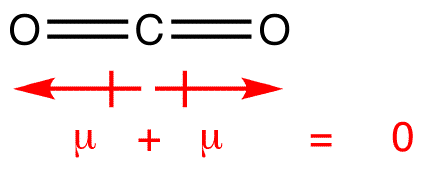 O=C=O
μ + μ = 0